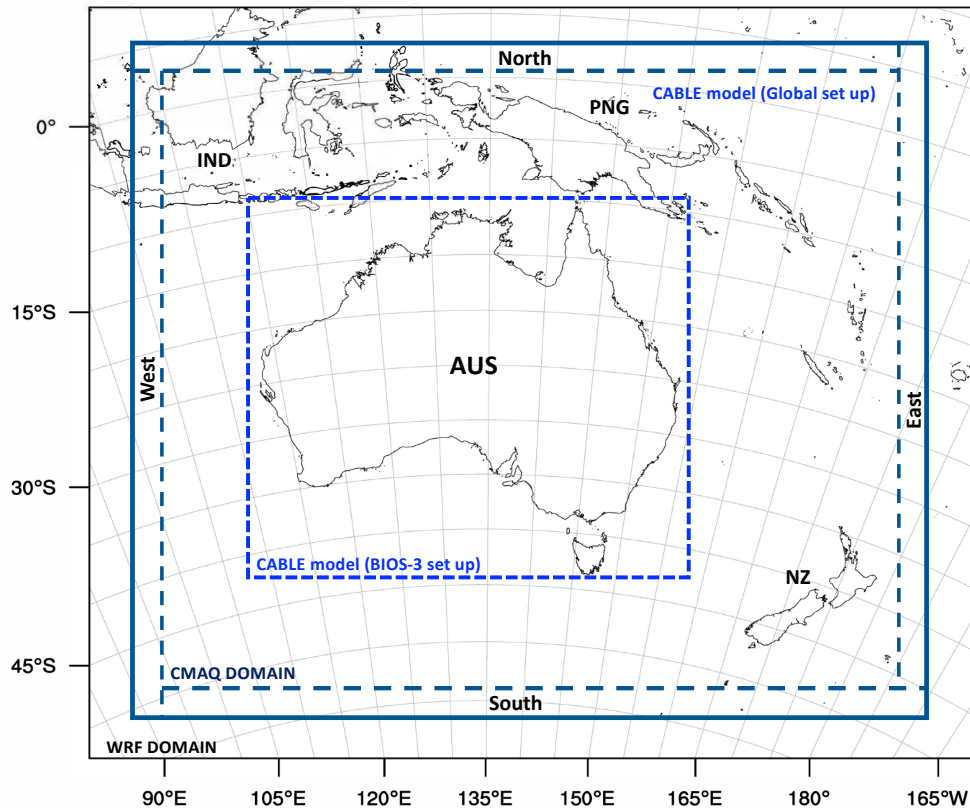 North
CABLE model (Global set up)
PNG
0°
IND
15°S
West
AUS
East
30°S
CABLE model (BIOS-3 set up)
NZ
45°S
CMAQ DOMAIN
South
WRF DOMAIN
90°E 105°E 120°E 135°E 150°E 165°E 180° 165°W